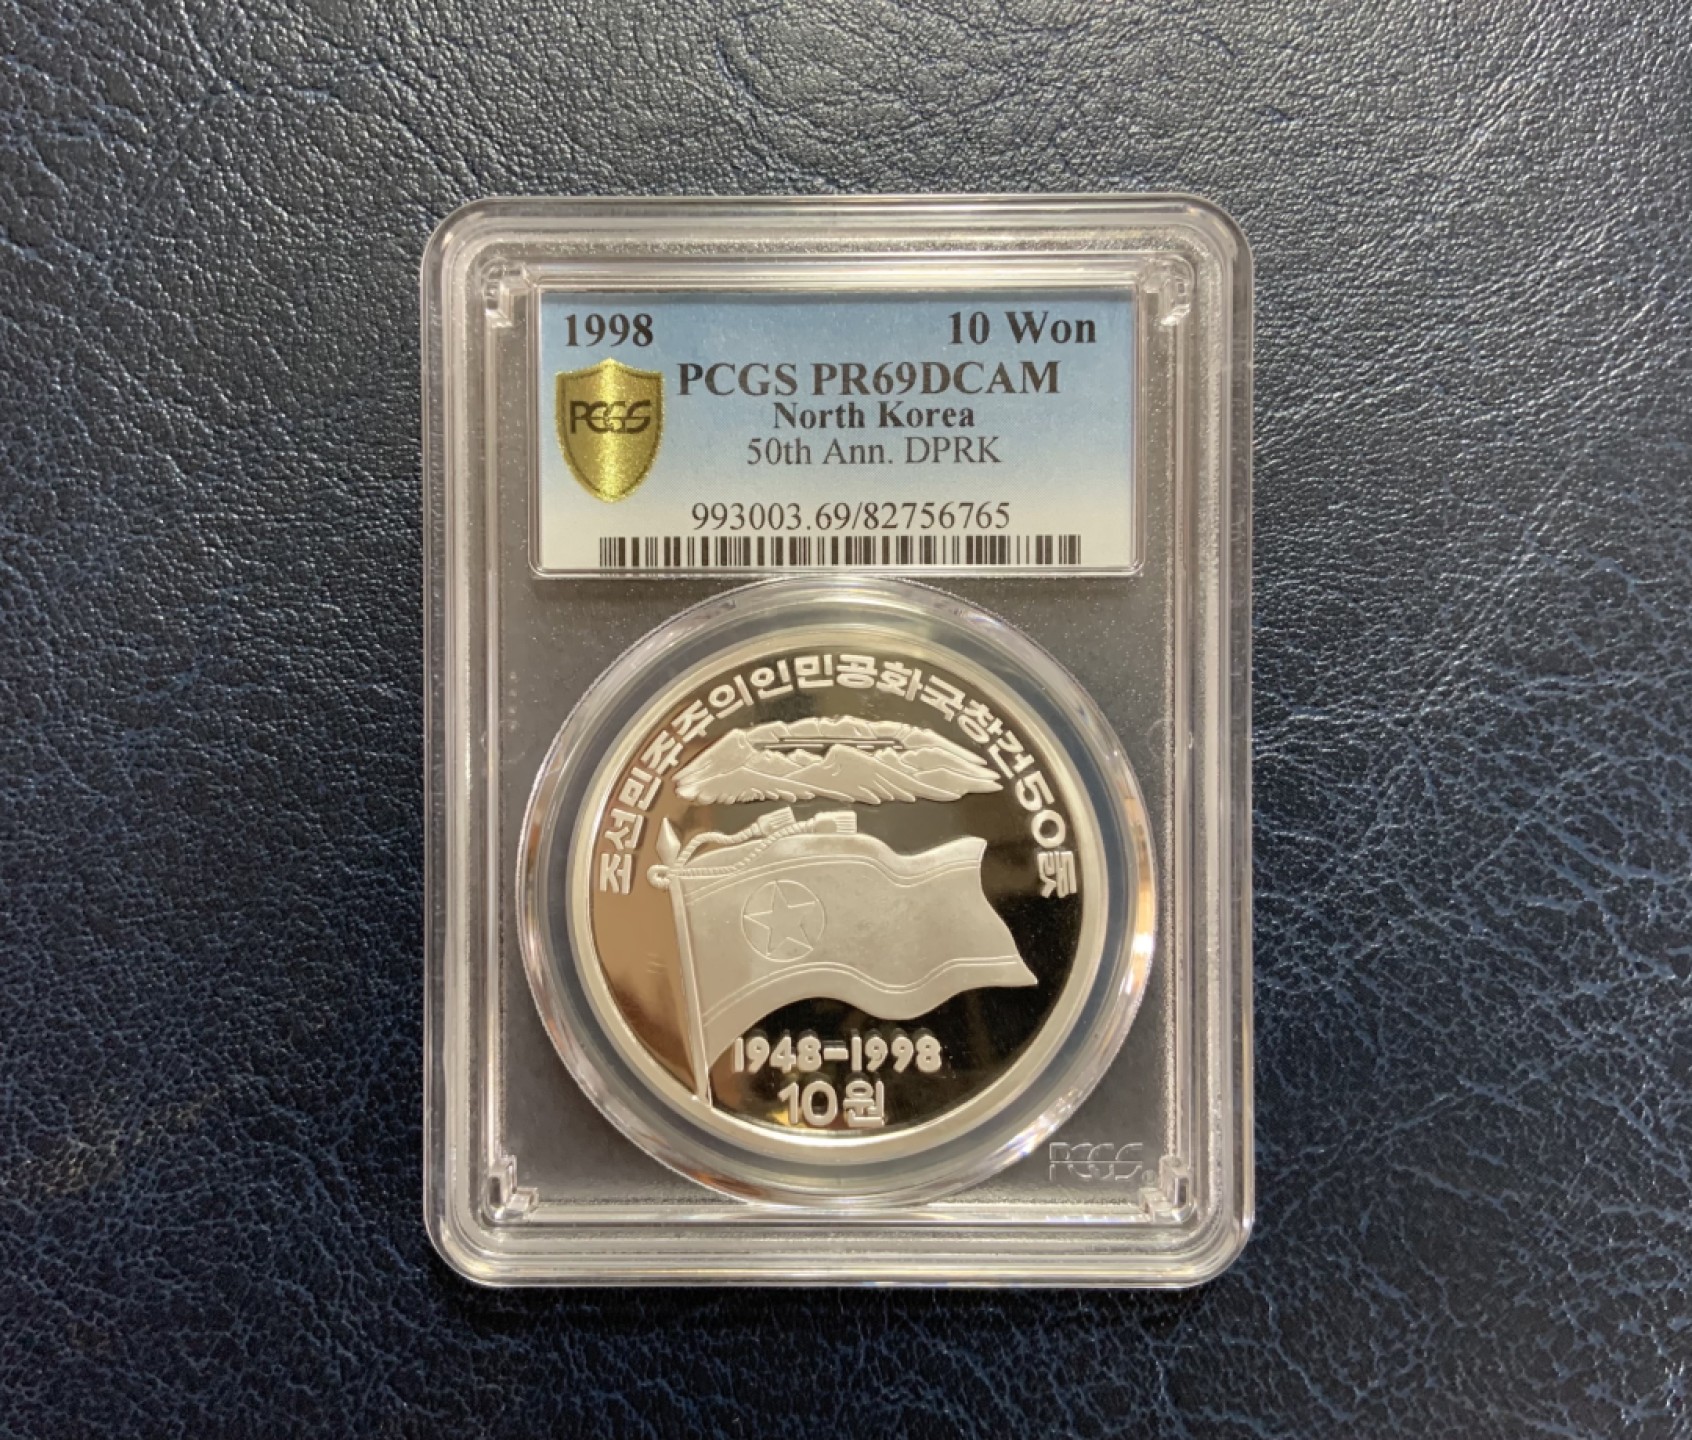 1998 10 Won
PCGS
PCGS PR69DCAM
North Korea
50th Ann. DPRK
993003.69/82756765
조선민주주의인민공화국창건50돐
1948-1998
10원
PCGS